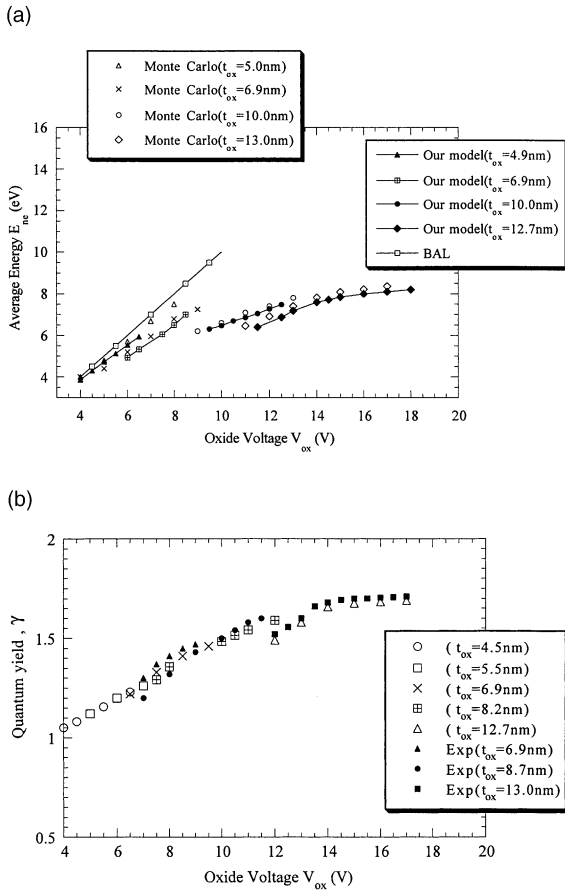 (a)
Monte Carlo(tox=5.0nm)
Monte Carlo(tox=6.9nm)
Monte Carlo(tox=10.0nm)
Monte Carlo(tox=13.0nm)
16
14
12
10
8
6
4
Average Energy Ene (eV)
Our model(tox=4.9nm)
Our model(tox=6.9nm)
Our model(tox=10.0nm)
Our model(tox=12.7nm)
BAL
4 6 8 10 12 14 16 18 20
Oxide Voltage Vox (V)
(b)
2
1.5
1
0.5
Quantum yield , γ
( tox=4.5nm)
( tox=5.5nm)
( tox=6.9nm)
( tox=8.2nm)
( tox=12.7nm)
Exp(tox=6.9nm)
Exp(tox=8.7nm)
Exp(tox=13.0nm)
4 6 8 10 12 14 16 18 20
Oxide Voltage Vox (V)